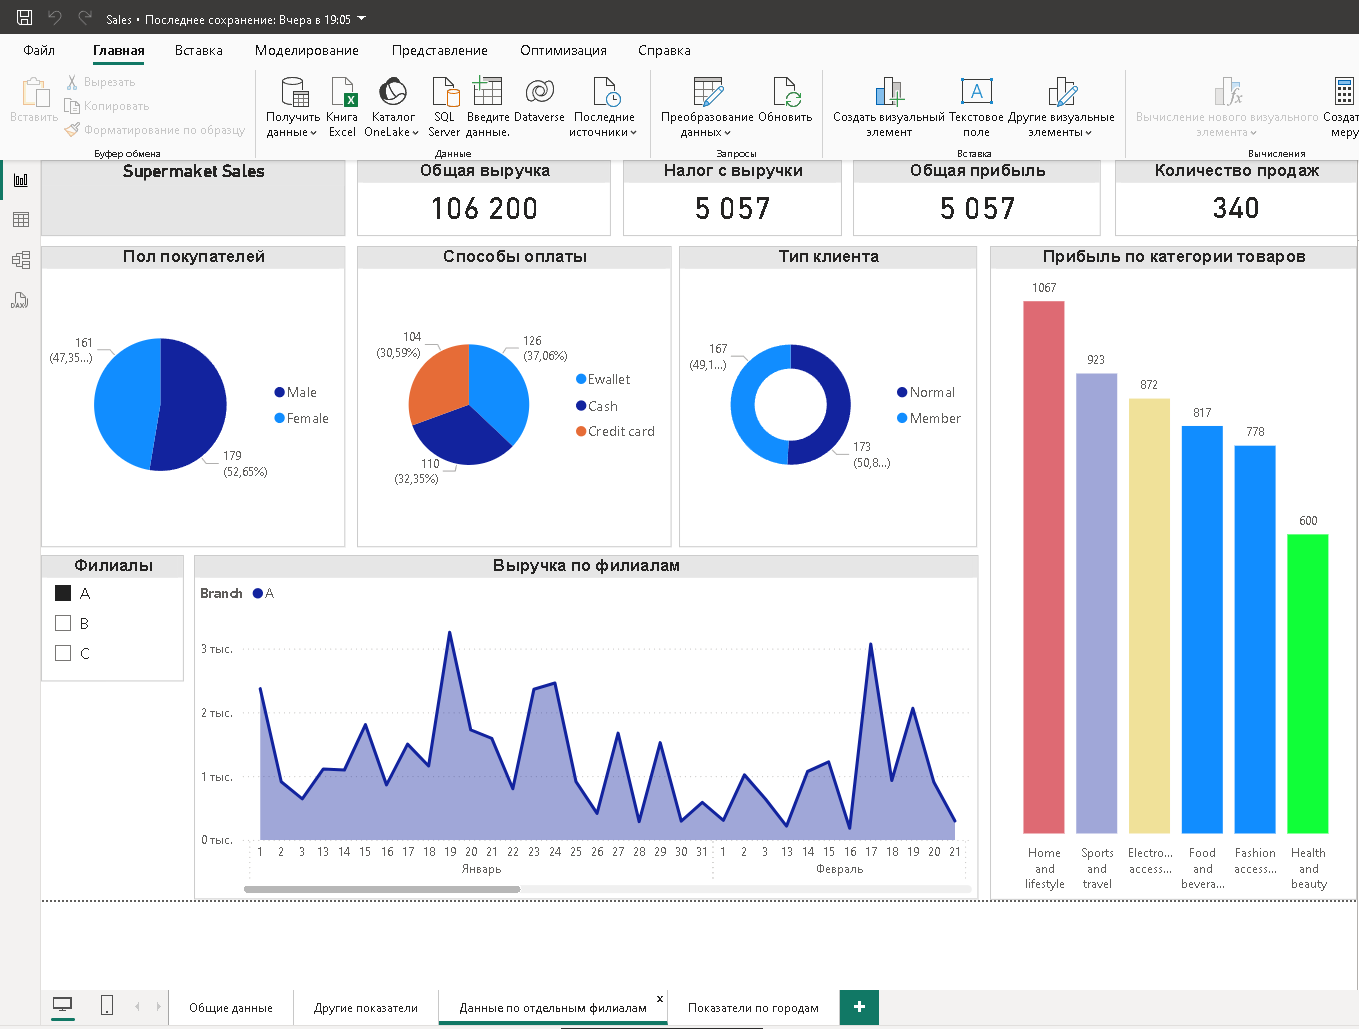 Sales • Последнее сохранение: Вчера в 19:05
Файл
Главная
Вставка
Моделирование
Представление
Оптимизация
Справка
Вставить
Вырезать
Копировать
Форматирование по образцу
Буфер обмена
Получить данные
Книга Excel
Каталог OneLake
SQL Server
Введите данные.
Dataverse
Последние источники
Данные
Преобразование данных
Обновить
Запросы
Создать визуальный элемент
Текстовое поле
Другие визуальные элементы
Вставка
Вычисление нового визуального элемента
Создат
меру
Вычисления
Supermaket Sales
Общая выручка
106 200
Налог с выручки
5 057
Общая прибыль
5 057
Количество продаж
340
Пол покупателей
161
(47,35...)
179
(52,65%)
Male
Female
Способы оплаты
104
(30,59%)
126
(37,06%)
110
(32,35%)
Ewallet
Cash
Credit card
Тип клиента
167
(49,1...)
173
(50,8...)
Normal
Member
Прибыль по категории товаров
1067
923
872
817
778
600
Home and lifestyle
Sports and travel
Electro... access...
Food and bevera...
Fashion access...
Health and beauty
Филиалы
A
B
C
Выручка по филиалам
Branch A
3 тыс.
2 тыс.
1 тыс.
0 тыс.
1 2 3 13 14 15 16 17 18 19 20 21 22 23 24 25 26 27 28 29 30 31 1 2 3 13 14 15 16 17 18 19 20 21
Январь
Февраль
Общие данные
Другие показатели
Данные по отдельным филиалам
x
Показатели по городам
+